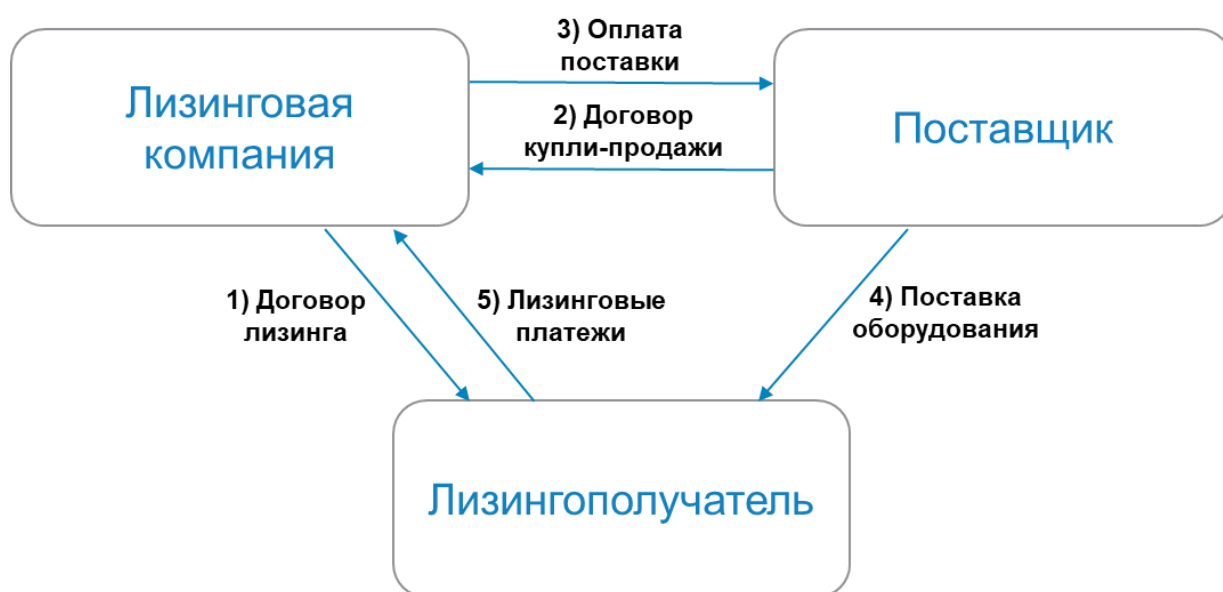 3) Оплата
поставки
Лизинговая
компания
2) Договор
купли-продажи
Поставщик
1) Договор
лизинга
5) Лизинговые
платежи
4) Поставка
оборудования
Лизингополучатель